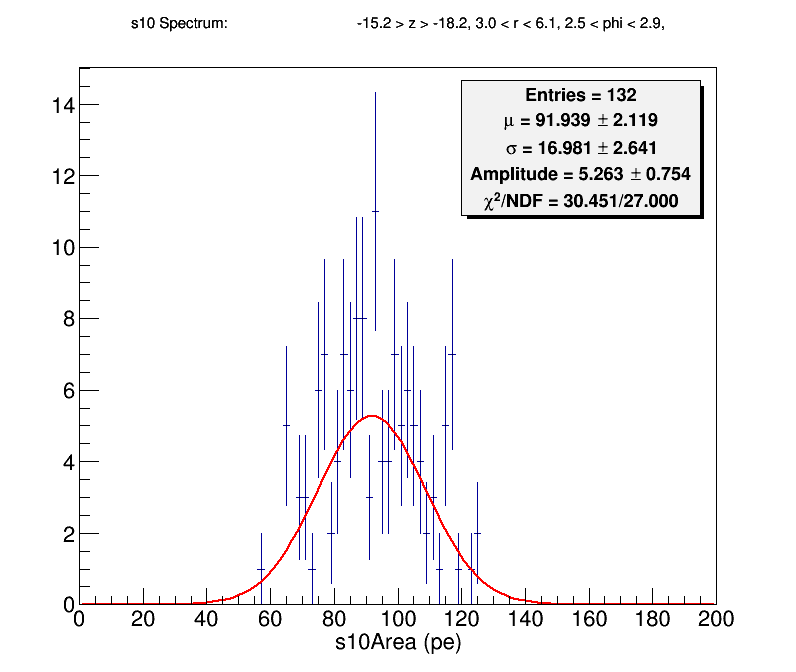 s10 Spectrum: -15.2 > z > -18.2, 3.0 < r < 6.1, 2.5 < phi < 2.9,
Entries = 132
μ = 91.939 ± 2.119
σ = 16.981 ± 2.641
Amplitude = 5.263 ± 0.754
χ²/NDF = 30.451/27.000
14
12
10
8
6
4
2
0
0 20 40 60 80 100 120 140 160 180 200
s10Area (pe)